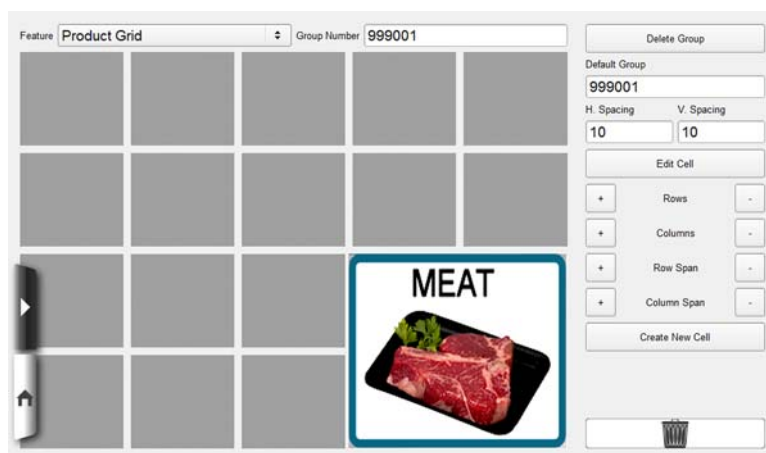 Feature Product Grid Group Number 999001
Delete Group
Default Group
999001
H. Spacing V. Spacing
10 10
Edit Cell
+ Rows -
+ Columns -
+ Row Span -
+ Column Span -
Create New Cell
MEAT